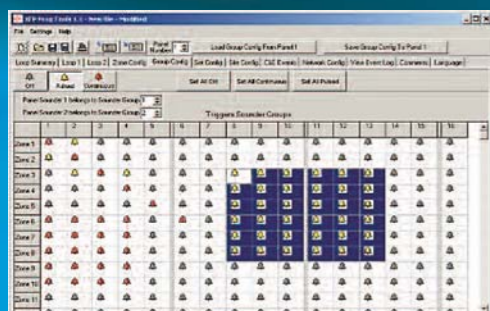 AFP Prog Tools 1.1 - New file - Modified
File Settings Help
Panel Number Load Group Config From Panel 1 Save Group Config To Panel 1
Loop Summary Loop 1 Loop 2 Zone Config Group Config Set Config Site Config C&E Events Network Config View Event Log Comments Language
Off Pulsed Continuous Set All Off Set All Continuous Set All Pulsed
Panel Sounder 1 belongs to Sounder Group
Panel Sounder 2 belongs to Sounder Group 2
Triggers Sounder Groups
1 2 3 4 5 6 7 8 9 10 11 12 13 14 15 16
Zone 1
Zone 2
Zone 3
Zone 4
Zone 5
Zone 6
Zone 7
Zone 8
Zone 9
Zone 10
Zone 11